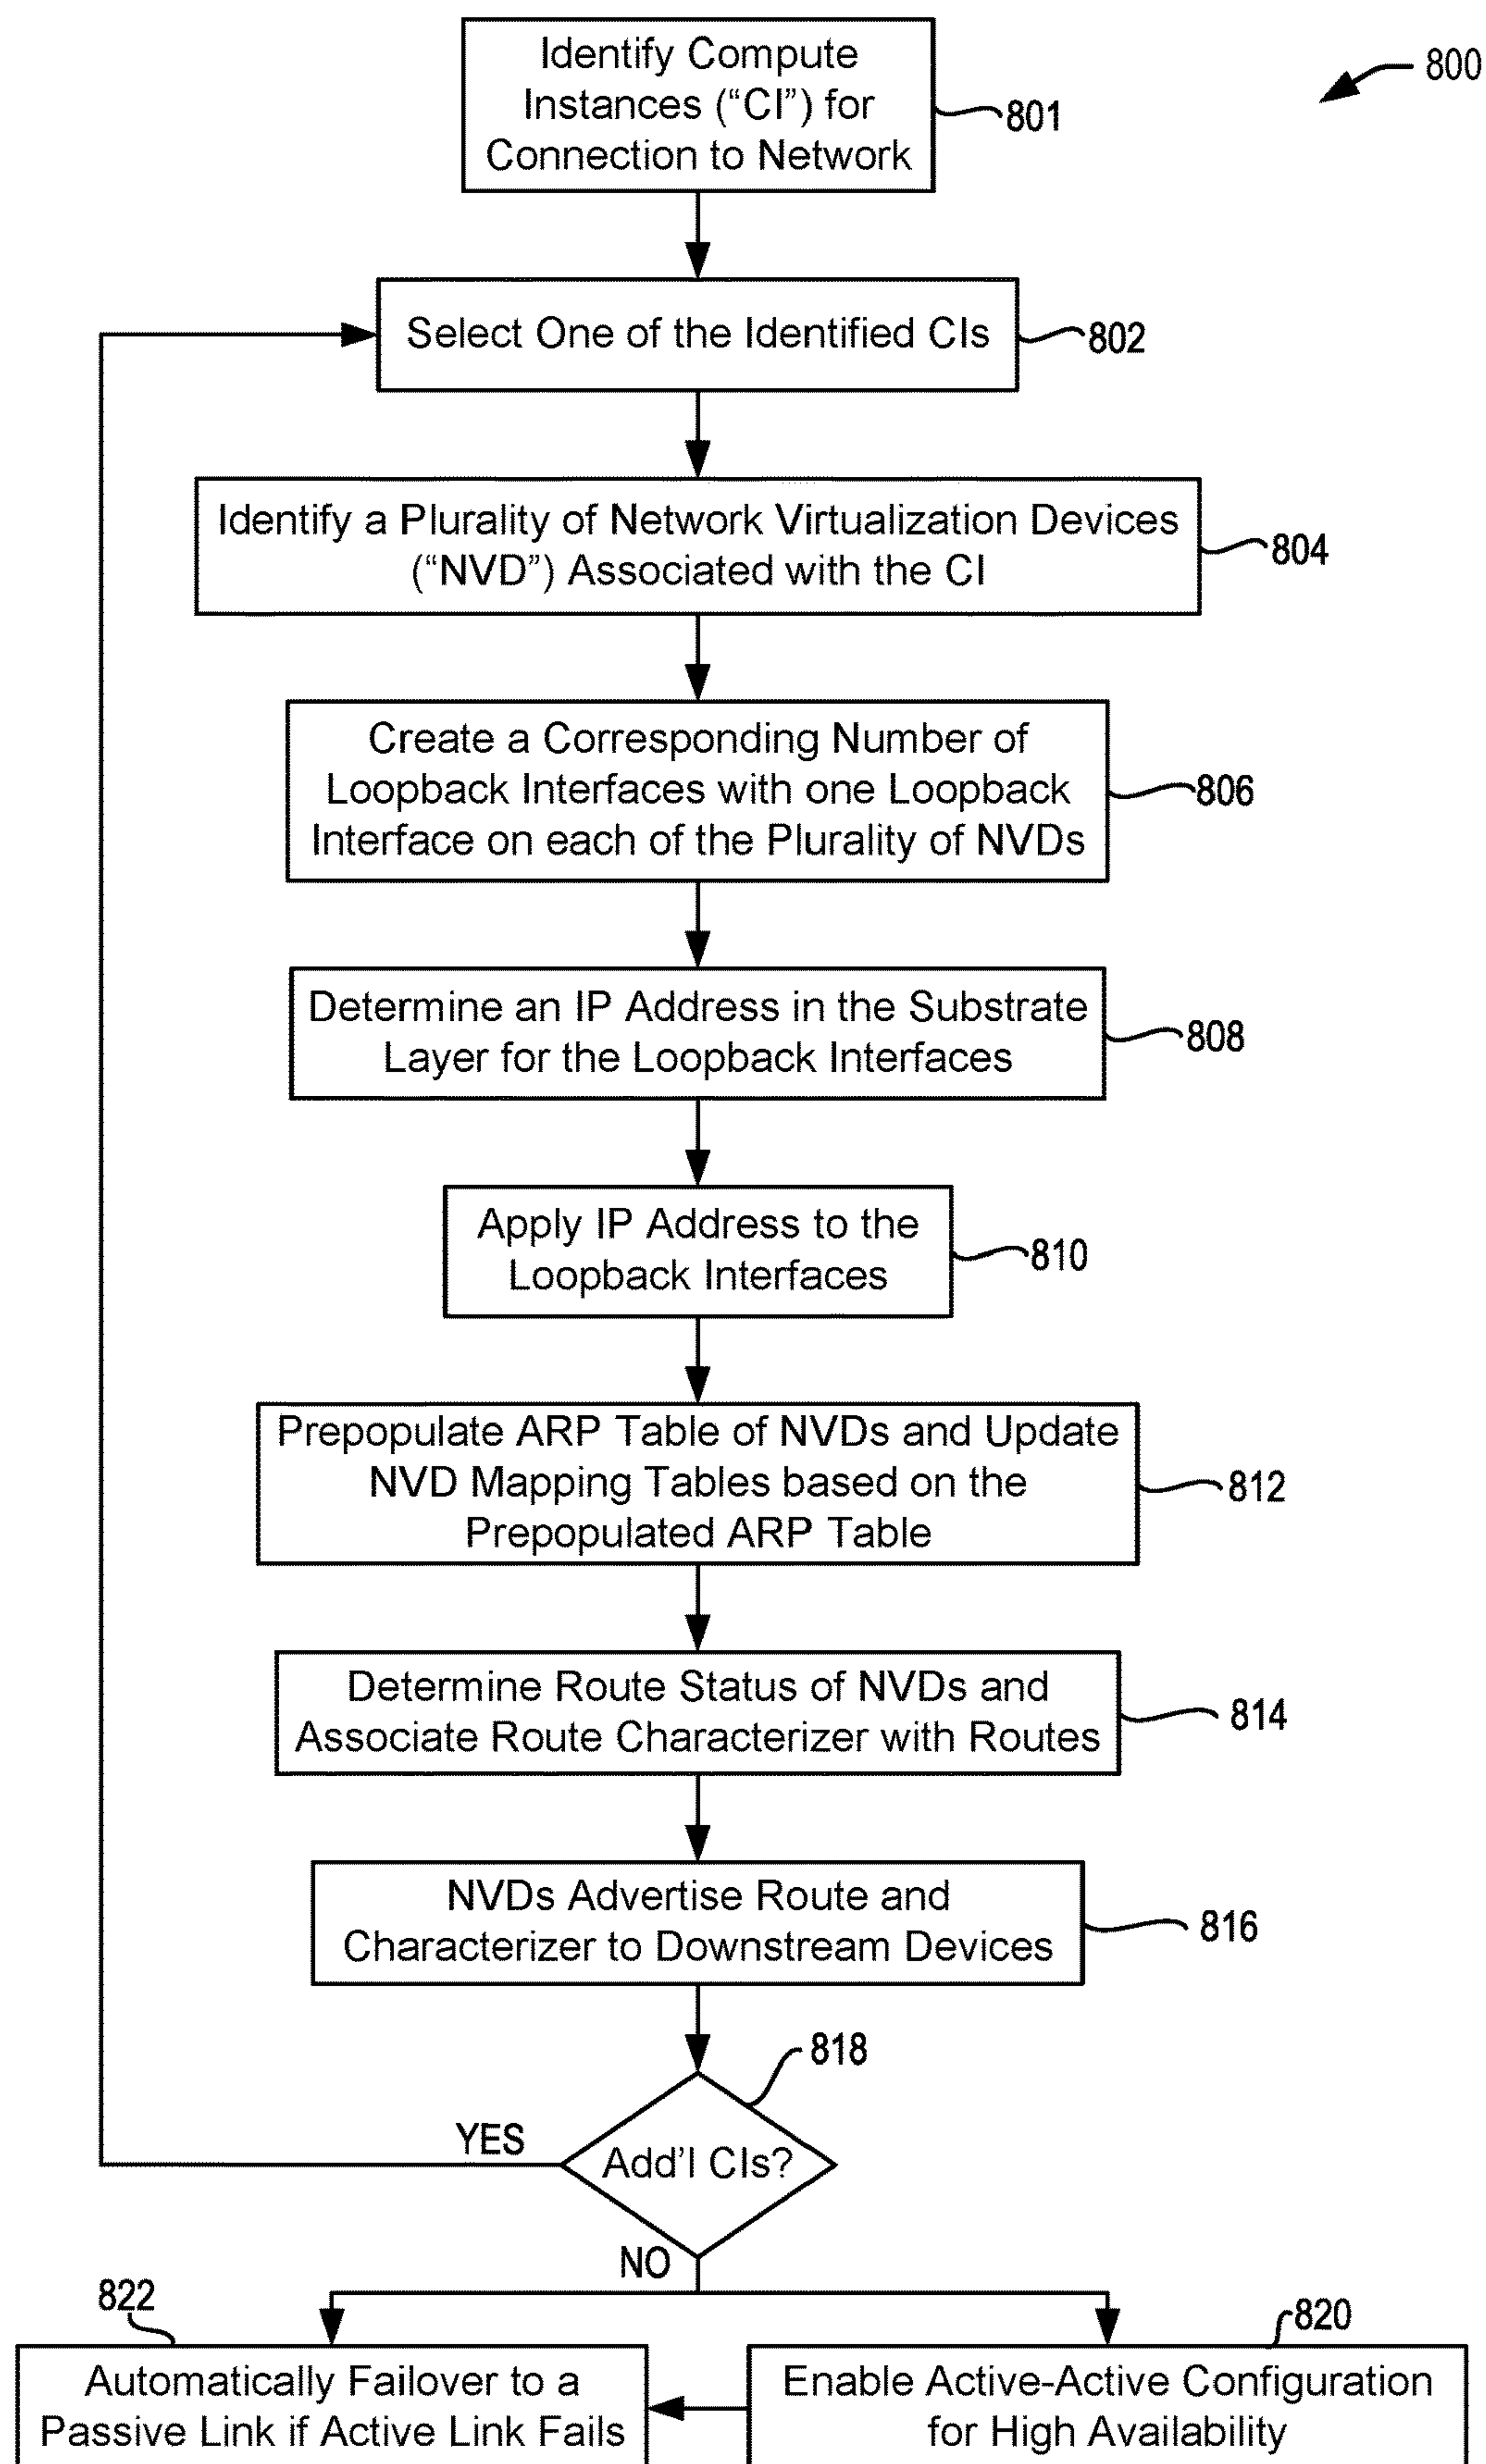 800
Identify Compute
Instances (“CI”) for
Connection to Network
801
Select One of the Identified CIs
802
Identify a Plurality of Network Virtualization Devices
(“NVD”) Associated with the CI
804
Create a Corresponding Number of
Loopback Interfaces with one Loopback
Interface on each of the Plurality of NVDs
806
Determine an IP Address in the Substrate
Layer for the Loopback Interfaces
808
Apply IP Address to the
Loopback Interfaces
810
Prepopulate ARP Table of NVDs and Update
NVD Mapping Tables based on the
Prepopulated ARP Table
812
Determine Route Status of NVDs and
Associate Route Characterizer with Routes
814
NVDs Advertise Route and
Characterizer to Downstream Devices
816
818
YES
Add’l CIs?
NO
822
820
Automatically Failover to a
Passive Link if Active Link Fails
Enable Active-Active Configuration
for High Availability